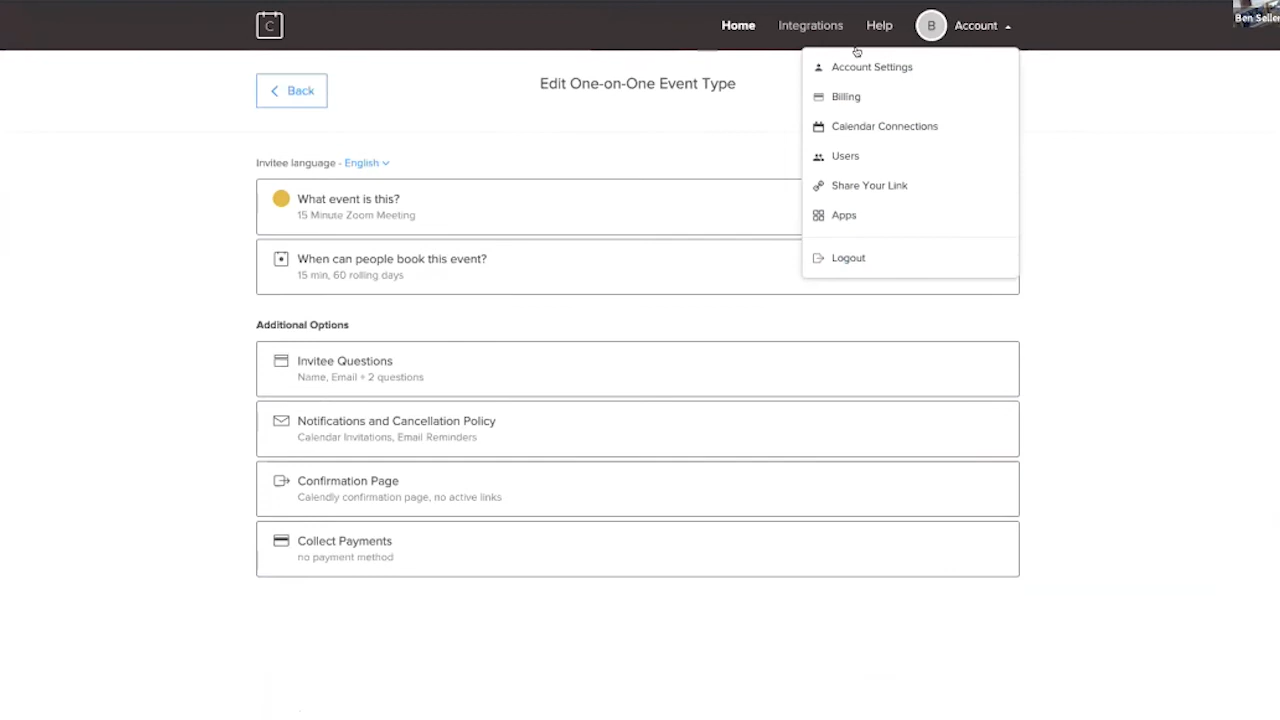 C
Home
Integrations
Help
B
Account
Ben Selle
Back
Edit One-on-One Event Type
Account Settings
Billing
Calendar Connections
Users
Share Your Link
Apps
Logout
Invitee language - English
What event is this?
15 Minute Zoom Meeting
When can people book this event?
15 min, 60 rolling days
Additional Options
Invitee Questions
Name, Email + 2 questions
Notifications and Cancellation Policy
Calendar Invitations, Email Reminders
Confirmation Page
Calendly confirmation page, no active links
Collect Payments
no payment method